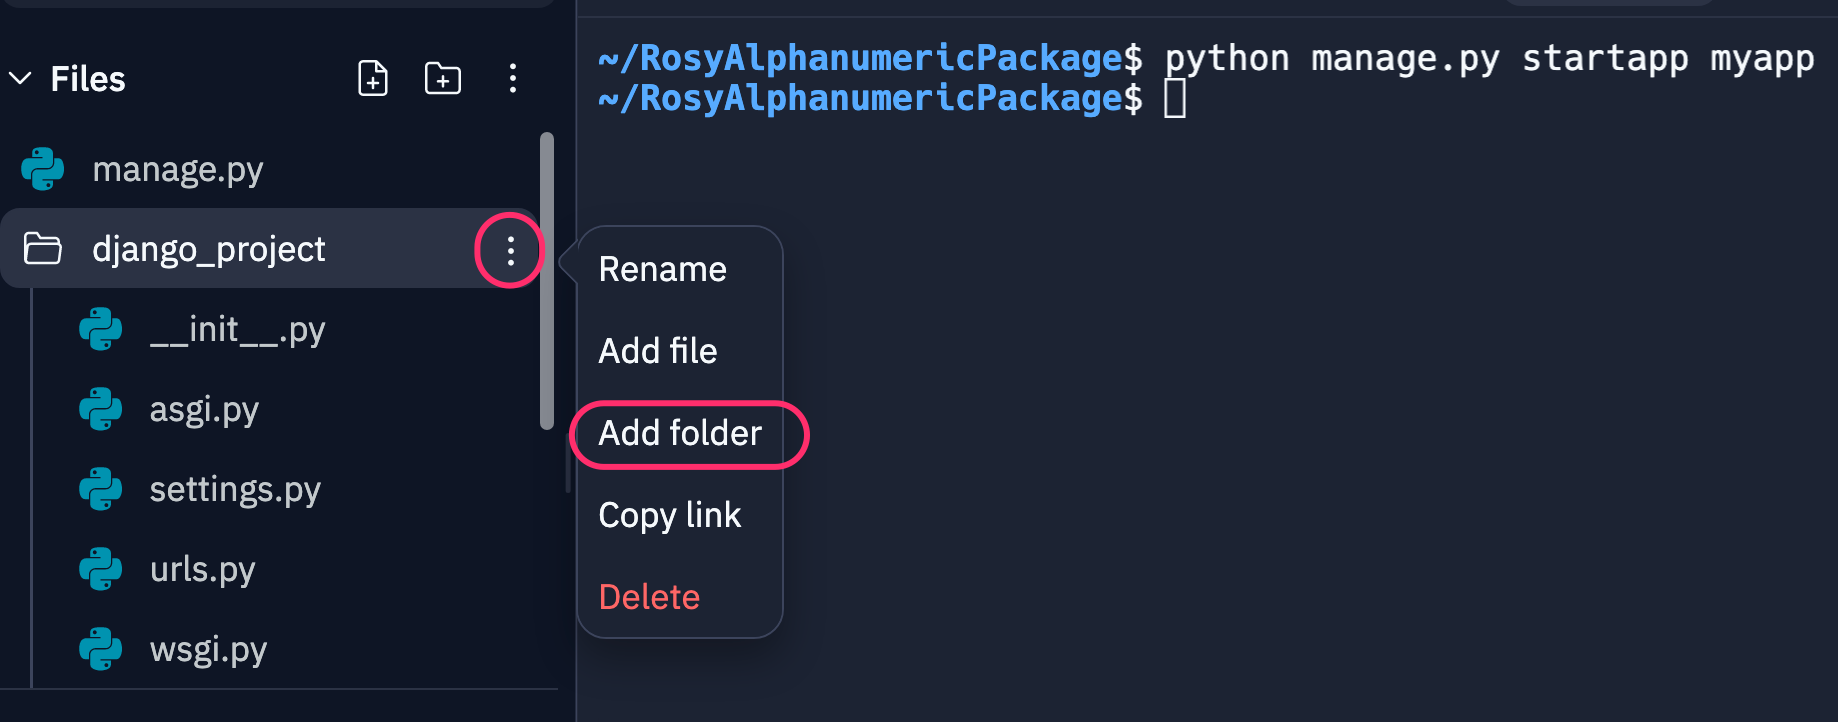 Files
manage.py
django_project
__init__.py
asgi.py
settings.py
urls.py
wsgi.py
Rename
Add file
Add folder
Copy link
Delete
~/RosyAlphanumericPackage$ python manage.py startapp myapp
~/RosyAlphanumericPackage$